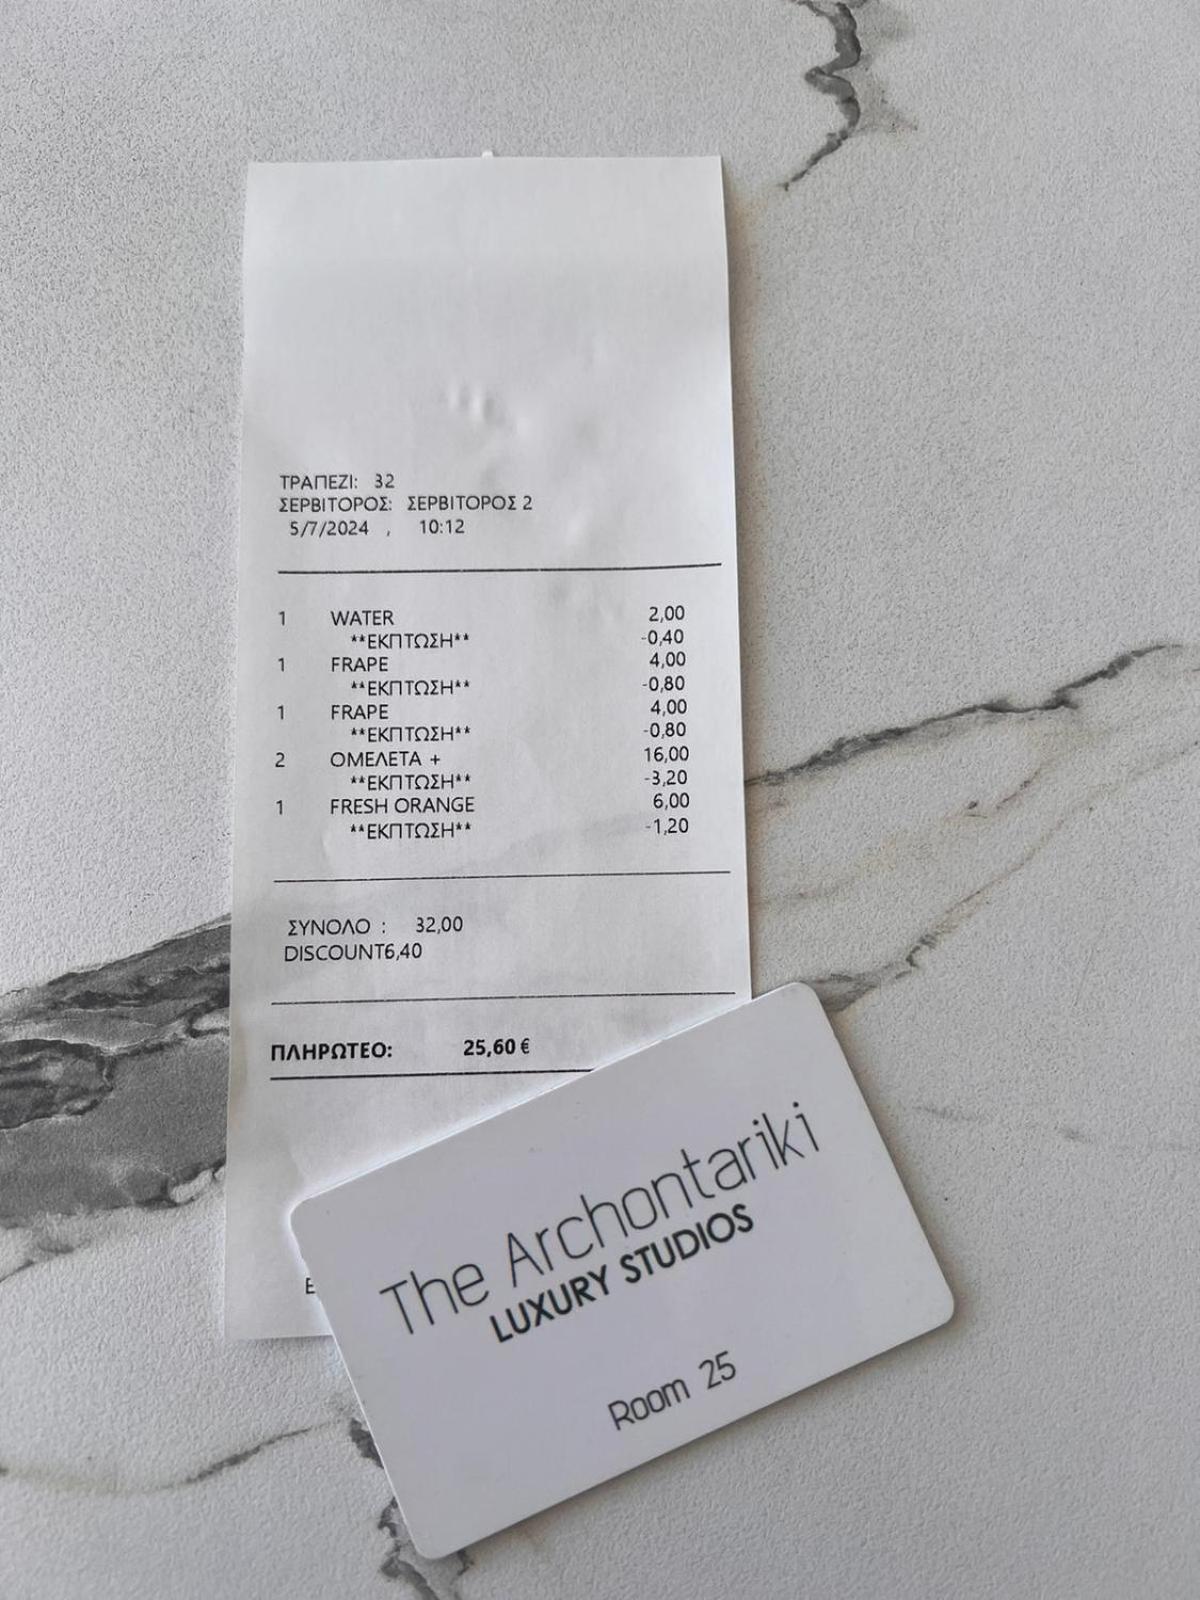 ΤΡΑΠΕΖΙ: 32
ΣΕΡΒΙΤΟΡΟΣ: ΣΕΡΒΙΤΟΡΟΣ 2
5/7/2024 , 10:12
1 WATER 2,00
**ΕΚΠΤΩΣΗ** -0,40
1 FRAPE 4,00
**ΕΚΠΤΩΣΗ** -0,80
1 FRAPE 4,00
**ΕΚΠΤΩΣΗ** -0,80
2 ΟΜΕΛΕΤΑ + 16,00
**ΕΚΠΤΩΣΗ** -3,20
1 FRESH ORANGE 6,00
**ΕΚΠΤΩΣΗ** -1,20
ΣΥΝΟΛΟ : 32,00
DISCOUNT6,40
ΠΛΗΡΩΤΕΟ: 25,60 €
The Archontariki
LUXURY STUDIOS
Room 25